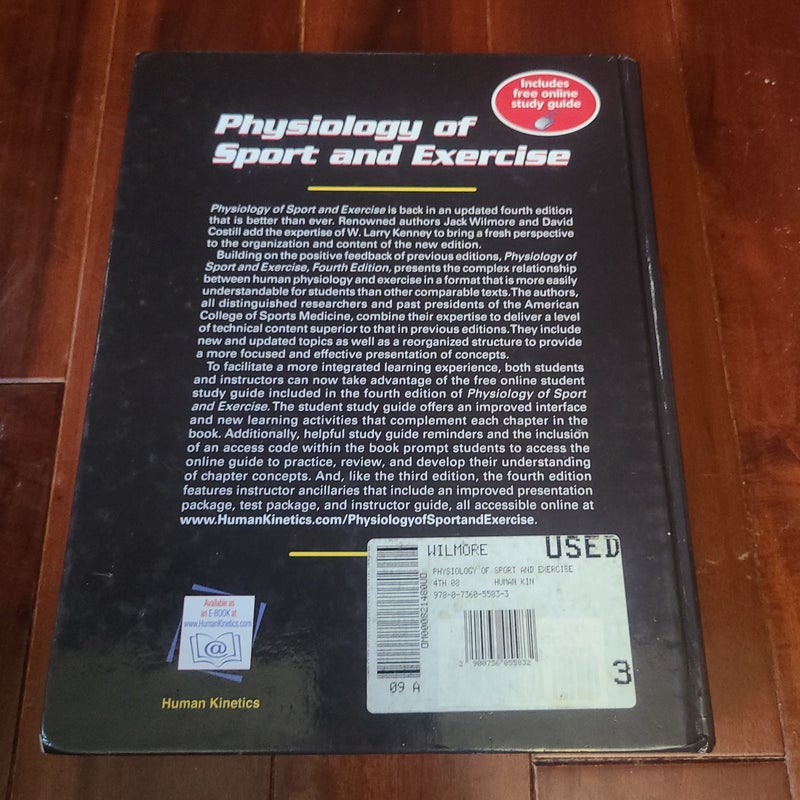 Includes
free online
study guide
Physiology of
Sport and Exercise
Physiology of Sport and Exercise is back in an updated fourth edition
that is better than ever. Renowned authors Jack Wilmore and David
Costill add the expertise of W. Larry Kenney to bring a fresh perspective
to the organization and content of the new edition.
Building on the positive feedback of previous editions, Physiology of
Sport and Exercise, Fourth Edition, presents the complex relationship
between human physiology and exercise in a format that is more easily
understandable for students than other comparable texts. The authors,
all distinguished researchers and past presidents of the American
College of Sports Medicine, combine their expertise to deliver a level
of technical content superior to that in previous editions. They include
new and updated topics as well as a reorganized structure to provide
a more focused and effective presentation of concepts.
To facilitate a more integrated learning experience, both students
and instructors can now take advantage of the free online student
study guide included in the fourth edition of Physiology of Sport
and Exercise. The student study guide offers an improved interface
and new learning activities that complement each chapter in the
book. Additionally, helpful study guide reminders and the inclusion
of an access code within the book prompt students to access the
online guide to practice, review, and develop their understanding
of chapter concepts. And, like the third edition, the fourth edition
features instructor ancillaries that include an improved presentation
package, test package, and instructor guide, all accessible online at
www.HumanKinetics.com/PhysiologyofSportandExercise.
WILMORE USED
PHYSIOLOGY OF SPORT AND EXERCISE
4TH 08 HUMAN KIN
978-0-7360-5583-3
2 900736 055832
3
09 A
Available as
an E-BOOK at
www.HumanKinetics.com
@
Human Kinetics